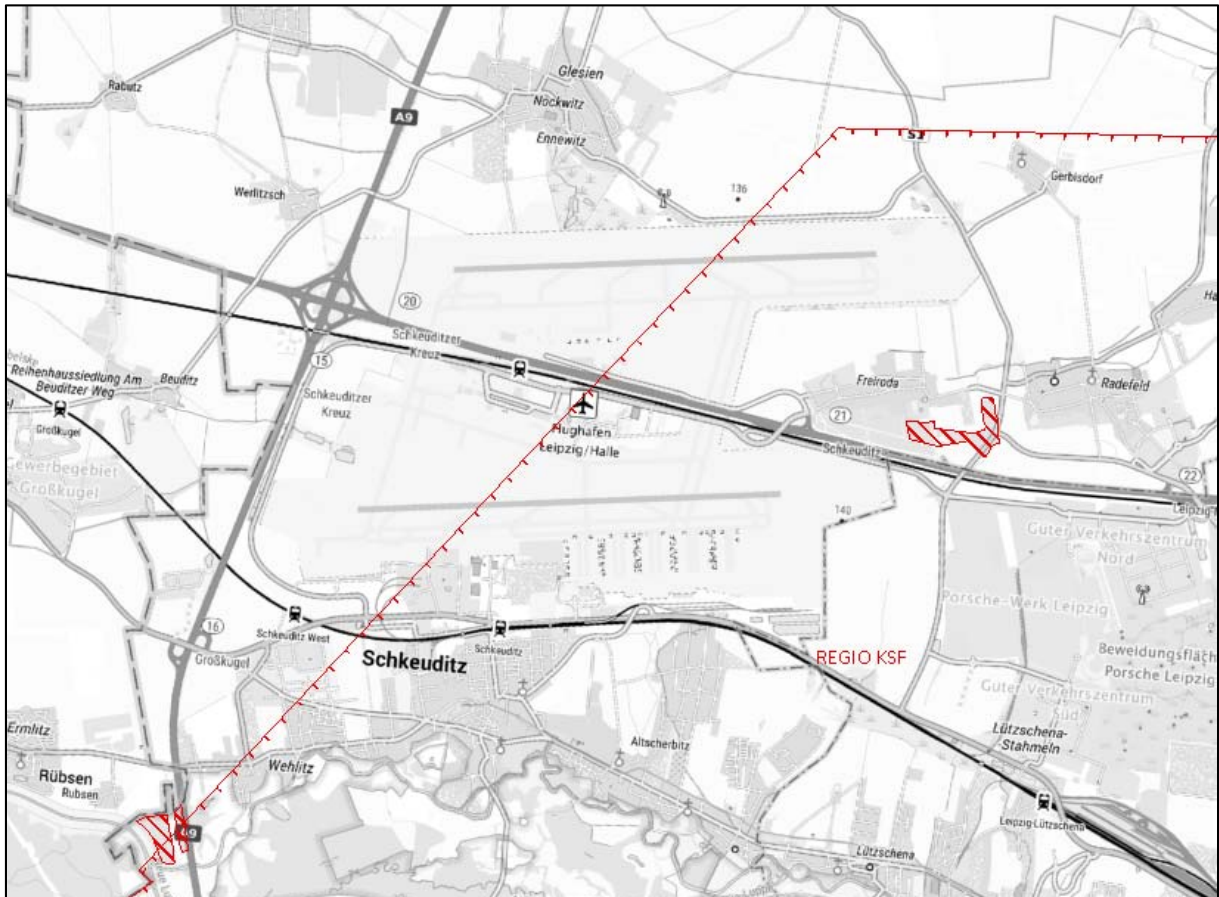 Glesien
Rabutz
Nockwitz
A9
Ennewitz
S1
Gerbisdorf
Werlitzsch
136
20
Schkeuditzer
Kreuz
15
Reihenhaussiedlung Am
Beuditzer Weg
Beuditz
Großkugel
Schkeuditzer
Kreuz
Freiroda
Radefeld
21
Flughafen
Leipzig/Halle
Schkeuditz
22
Gewerbegebiet
Großkugel
140
Güter Verkehrszentrum
Nord
Porsche-Werk Leipzig
16
Schkeuditz West
Schkeuditz
Großkugel
Schkeuditz
REGIO KSF
Beweidungsfläch
Porsche Leipzig
Güter Verkehrszentrum
Süd
Ermlitz
Altscherbitz
Lützschena-
Stahmeln
Wehlitz
Rübsen
Rubsen
Leipzig-Lützschena
A9
Lützschena